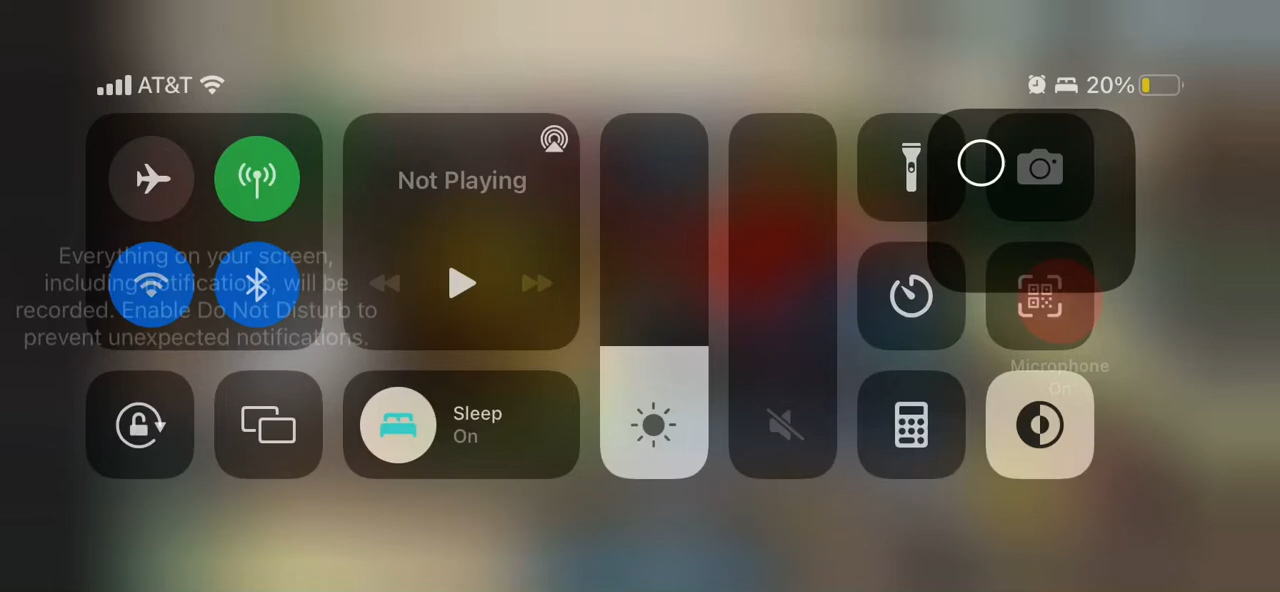 AT&T
20%
Not Playing
Everything on your screen,
including notifications, will be
recorded. Enable Do Not Disturb to
prevent unexpected notifications.
Microphone
On
Sleep
On